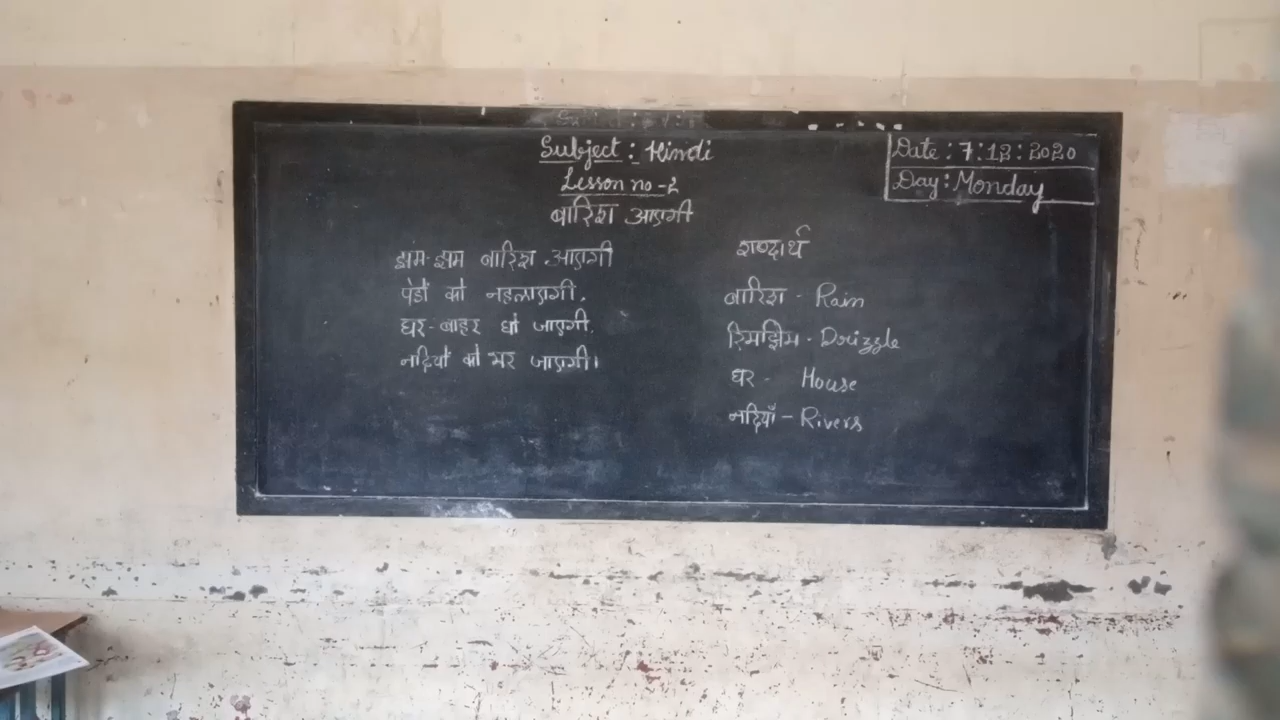 Subject : Hindi
Lesson no - 2
बारिश आएगी
Date : 7:12:2020
Day : Monday
झम-झम बारिश आएगी
पेडों को नहलाएगी,
घर-बाहर धो जाएगी,
नदियों को भर जाएगी।
शब्दार्थ
बारिश - Rain
रिमझिम - Drizzle
घर - House
नदियाँ - Rivers